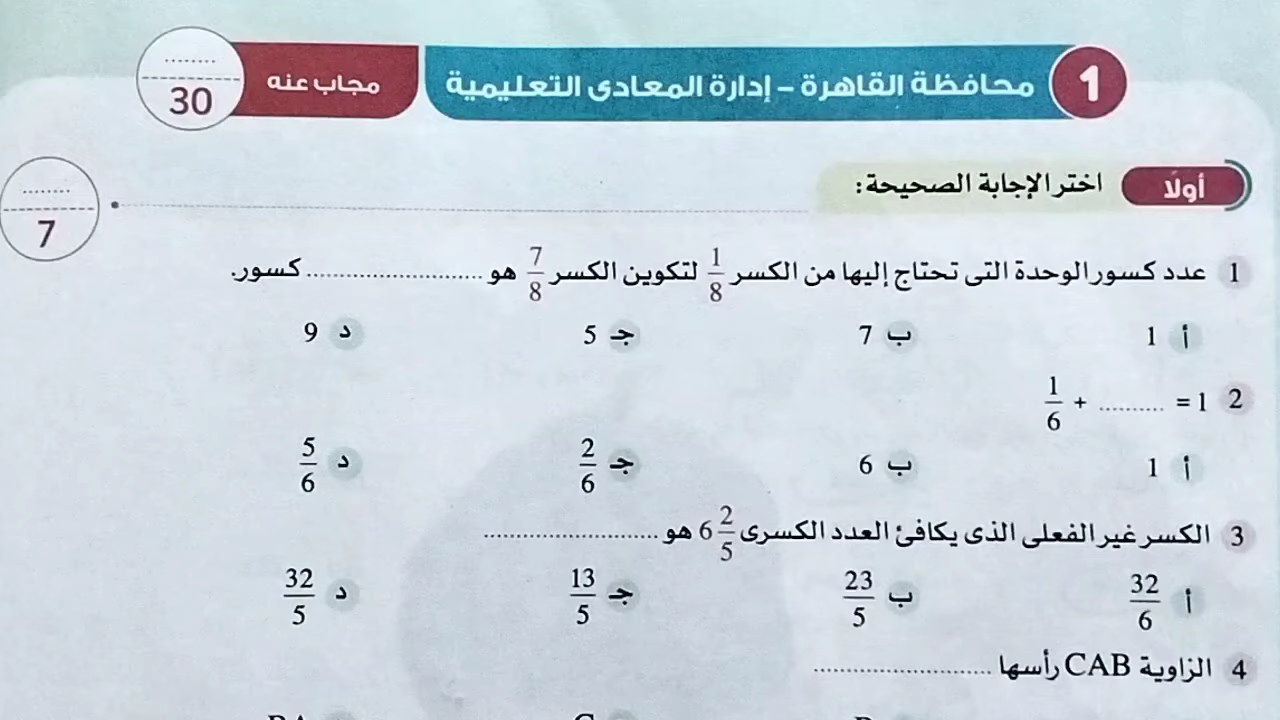 1 محافظة القاهرة - إدارة المعادى التعليمية مجاب عنه ........ 30
أولًا اختر الإجابة الصحيحة: ........ 7
1 عدد كسور الوحدة التى تحتاج إليها من الكسر 1/8 لتكوين الكسر 7/8 هو ........................ كسور.
أ 1 ب 7 جـ 5 د 9
2 1/6 + .......... = 1
أ 1 ب 6 جـ 2/6 د 5/6
3 الكسر غير الفعلى الذى يكافئ العدد الكسرى 6 2/5 هو ........................
أ 32/6 ب 23/5 جـ 13/5 د 32/5
4 الزاوية CAB رأسها ........................